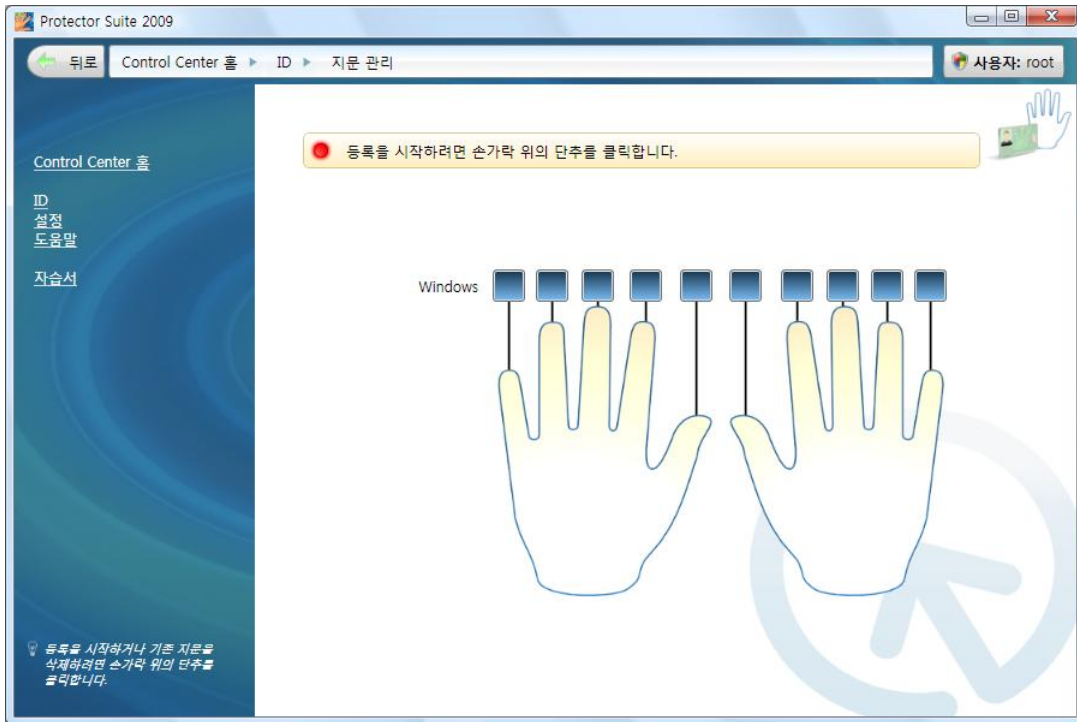 Protector Suite 2009
뒤로 Control Center 홈 ID 지문 관리 사용자: root
등록을 시작하려면 손가락 위의 단추를 클릭합니다.
Control Center 홈
ID
설정
도움말
자습서
Windows
등록을 시작하거나 기존 지문을
삭제하려면 손가락 위의 단추를
클릭합니다.